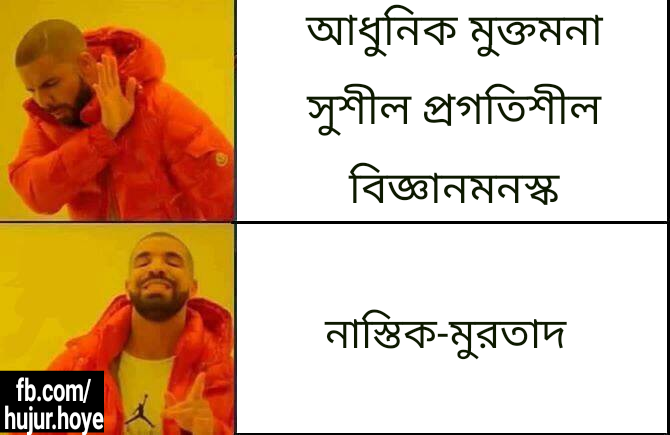 আধুনিক মুক্তমনা
সুশীল প্রগতিশীল
বিজ্ঞানমনস্ক
নাস্তিক-মুরতাদ
fb.com/
hujur.hoye